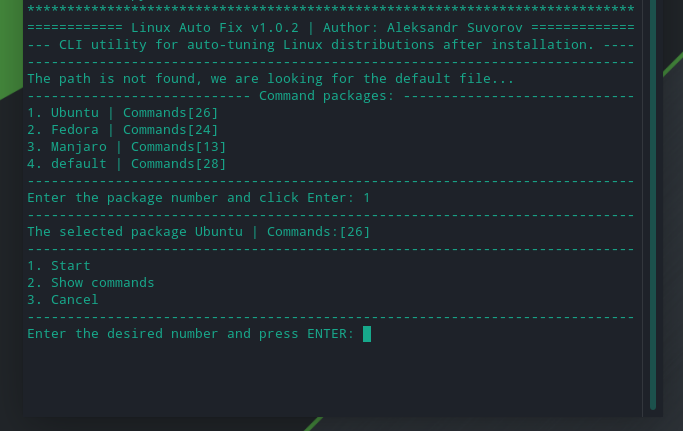 ****************************************************************************
============ Linux Auto Fix v1.0.2 | Author: Aleksandr Suvorov =============
--- CLI utility for auto-tuning Linux distributions after installation. ----
----------------------------------------------------------------------------
The path is not found, we are looking for the default file...
---------------------------- Command packages: -----------------------------
1. Ubuntu | Commands[26]
2. Fedora | Commands[24]
3. Manjaro | Commands[13]
4. default | Commands[28]
----------------------------------------------------------------------------
Enter the package number and click Enter: 1
----------------------------------------------------------------------------
The selected package Ubuntu | Commands:[26]
----------------------------------------------------------------------------
1. Start
2. Show commands
3. Cancel
----------------------------------------------------------------------------
Enter the desired number and press ENTER: